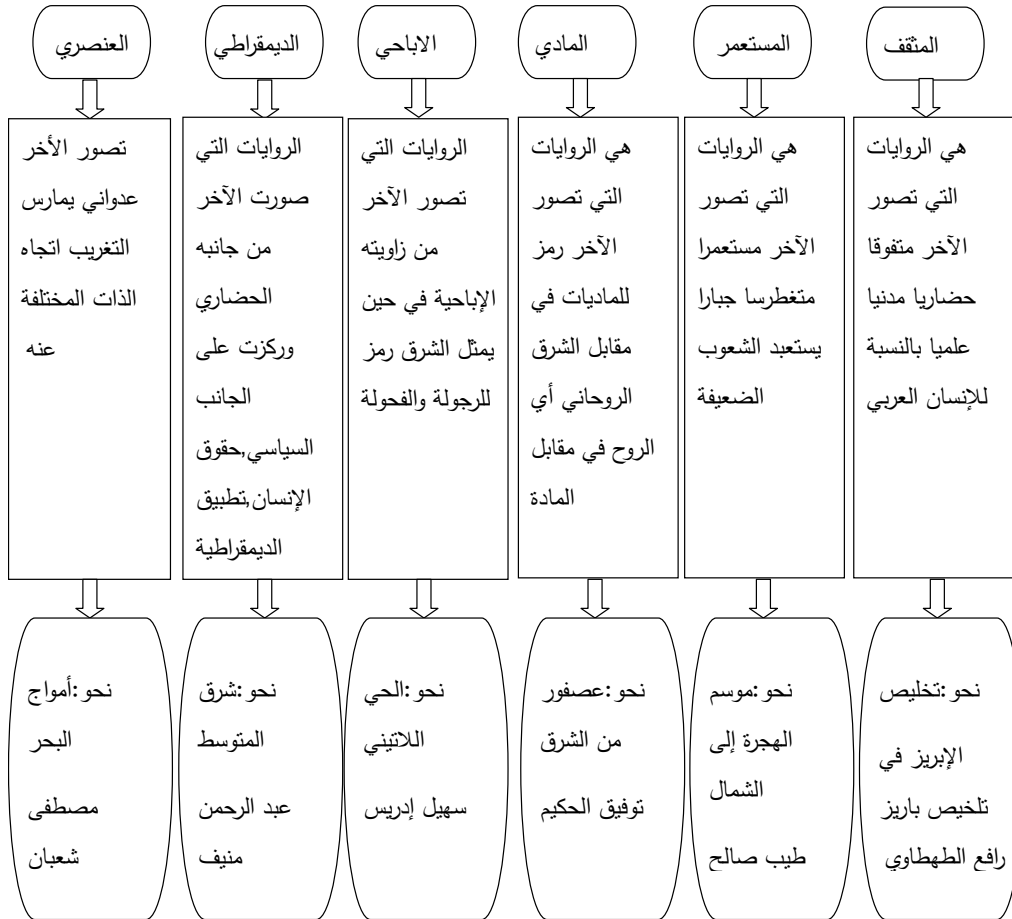 المثقف
هي الروايات
التي تصور
الآخر متفوقا
حضاريا مدنيا
علميا بالنسبة
للإنسان العربي
نحو:تخليص
الإبريز في
تلخيص باريز
رافع الطهطاوي
المستعمر
هي الروايات
التي تصور
الآخر مستعمرا
متغطرسا جبارا
يستعبد الشعوب
الضعيفة
نحو:موسم
الهجرة إلى
الشمال
طيب صالح
المادي
هي الروايات
التي تصور
الآخر رمز
للماديات في
مقابل الشرق
الروحاني أي
الروح في مقابل
المادة
نحو:عصفور
من الشرق
توفيق الحكيم
الاباحي
الروايات التي
تصور الآخر
من زاويته
الإباحية في حين
يمثل الشرق رمز
للرجولة والفحولة
نحو:الحي
اللاتيني
سهيل إدريس
الديمقراطي
الروايات التي
صورت الآخر
من جانبه
الحضاري
وركزت على
الجانب
السياسي,حقوق
الإنسان,تطبيق
الديمقراطية
نحو:شرق
المتوسط
عبد الرحمن
منيف
العنصري
تصور الأخر
عدواني يمارس
التغريب اتجاه
الذات المختلفة
عنه
نحو:أمواج
البحر
مصطفى
شعبان